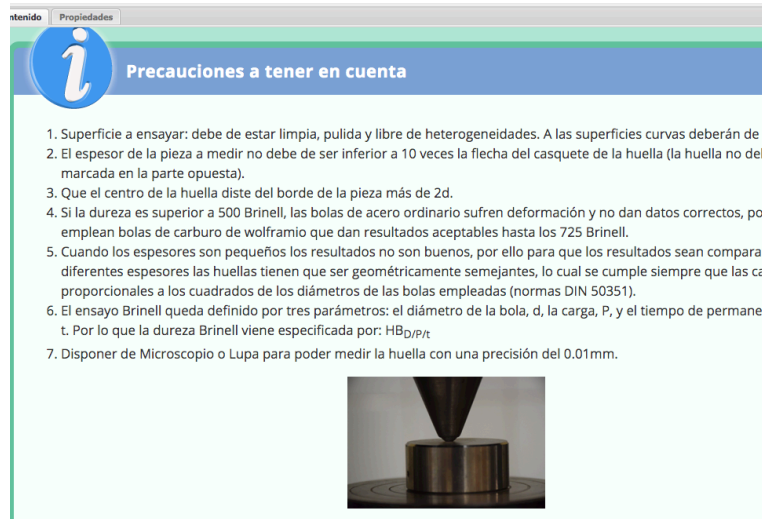 Propiedades
Precauciones a tener en cuenta
1. Superficie a ensayar: debe de estar limpia, pulida y libre de heterogeneidades. A las superficies curvas deberán de
2. El espesor de la pieza a medir no debe de ser inferior a 10 veces la flecha del casquete de la huella (la huella no
marcada en la parte opuesta).
3. Que el centro de la huella diste del borde de la pieza más de 2d.
4. Si la dureza es superior a 500 Brinell, las bolas de acero ordinario sufren deformación y no dan datos correctos,
emplean bolas de carburo de wolframio que dan resultados aceptables hasta los 725 Brinell.
5. Cuando los espesores son pequeños los resultados no son buenos, por ello para que los resultados sean
diferentes espesores las huellas tienen que ser geométricamente semejantes, lo cual se cumple siempre que las
proporcionales a los cuadrados de los diámetros de las bolas empleadas (normas DIN 50351).
6. El ensayo Brinell queda definido por tres parámetros: el diámetro de la bola, d, la carga, P, y el tiempo de
t. Por lo que la dureza Brinell viene especificada por: HBD/P/t
7. Disponer de Microscopio o Lupa para poder medir la huella con una precisión del 0.01mm.